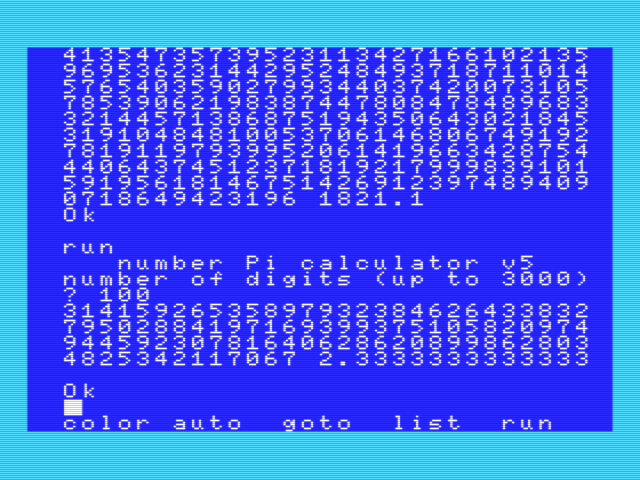 41354735739523113427166102135
96953623144295248493718711014
57654035902799344037420073105
78539062198387447808478489683
32144571386875194350643021845
31910484810053706146806749192
78191197939952061419663428754
44064374512371819217999839101
59195618146751426912397489409
0718649423196 1821.1
Ok
run
number Pi calculator v5
number of digits (up to 3000)
? 100
31415926535897932384626433832
79502884197169399375105820974
94459230781640628620899862803
4825342117067 2.3333333333333
Ok
color auto goto list run